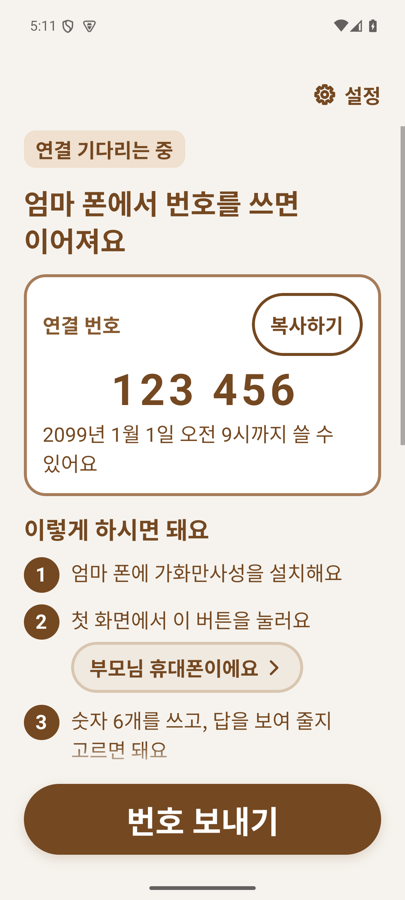 5:11
설정
연결 기다리는 중
엄마 폰에서 번호를 쓰면
이어져요
연결 번호
복사하기
123 456
2099년 1월 1일 오전 9시까지 쓸 수
있어요
이렇게 하시면 돼요
1 엄마 폰에 가화만사성을 설치해요
2 첫 화면에서 이 버튼을 눌러요
부모님 휴대폰이에요
3 숫자 6개를 쓰고, 답을 보여 줄지
고르면 돼요
번호 보내기